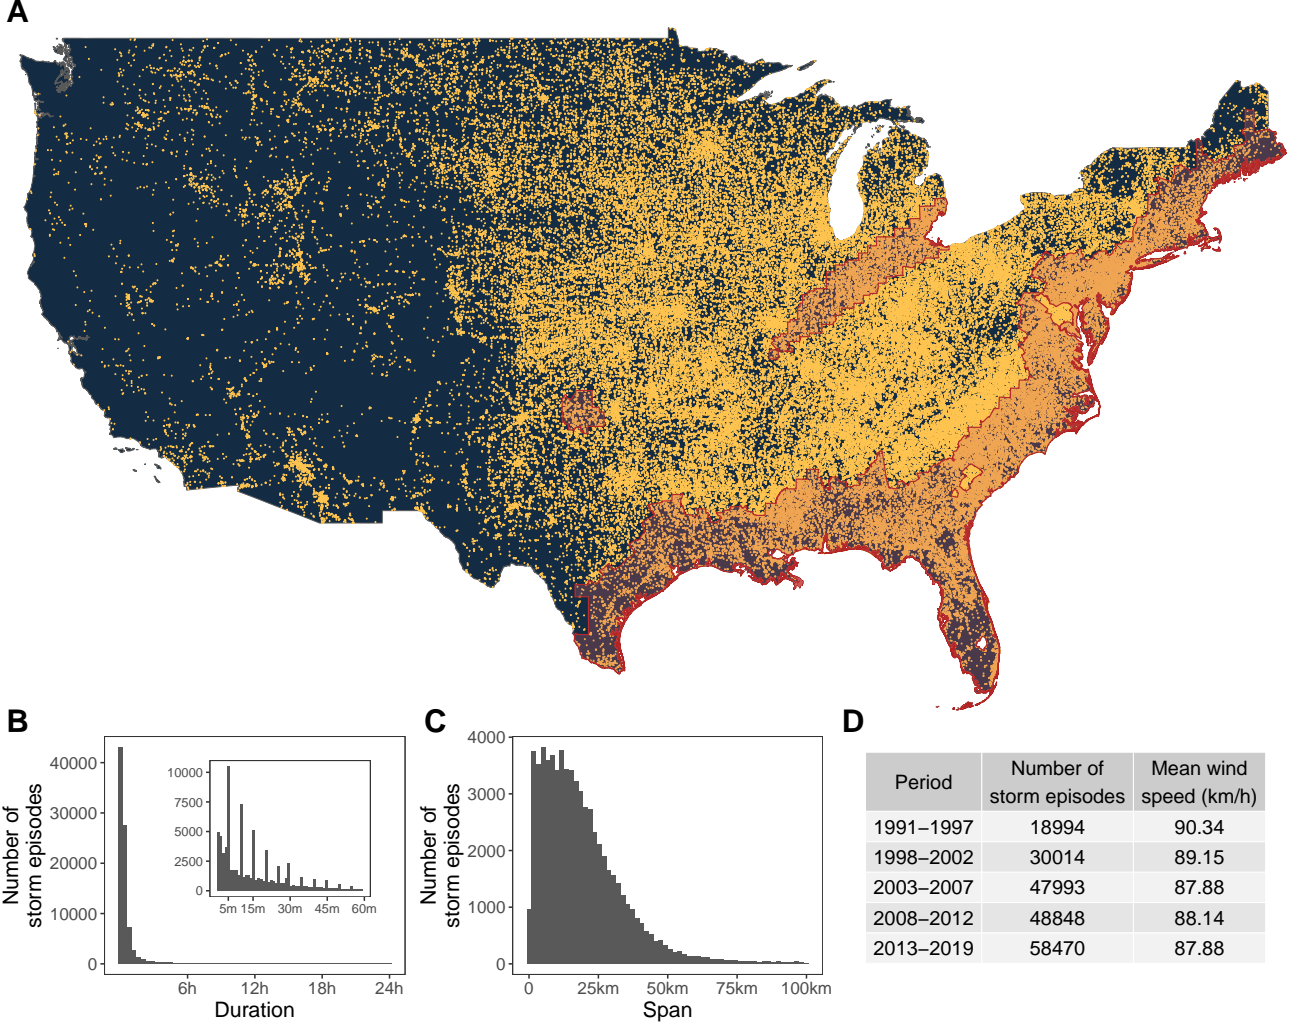 A
B
Number of
storm episodes
40000
30000
20000
10000
0
10000
7500
5000
2500
0
5m 15m 30m 45m 60m
6h 12h 18h 24h
Duration
C
Number of
storm episodes
4000
3000
2000
1000
0
0 25km 50km 75km 100km
Span
D
Period Number of storm episodes Mean wind speed (km/h)
1991−1997 18994 90.34
1998−2002 30014 89.15
2003−2007 47993 87.88
2008−2012 48848 88.14
2013−2019 58470 87.88